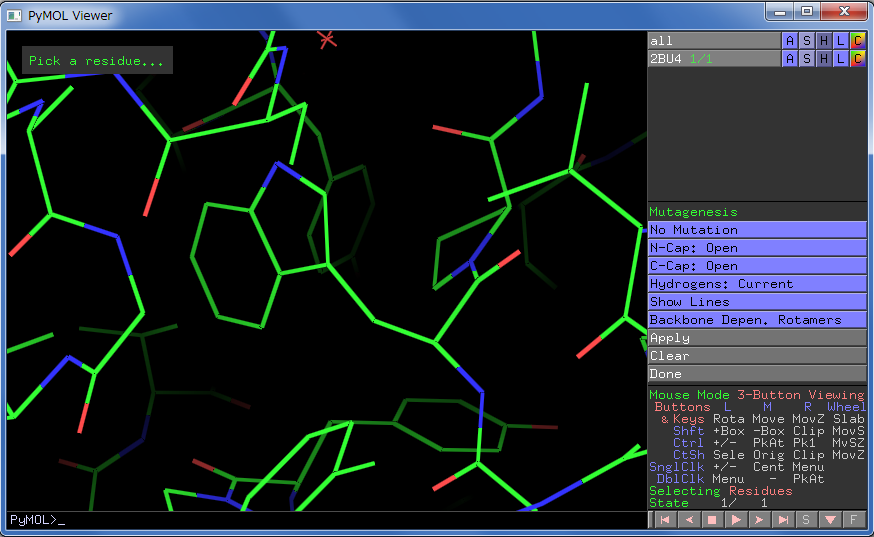 PyMOL Viewer
Pick a residue...
all A S H L C
2BU4 1/1 A S H L C
Mutagenesis
No Mutation
N-Cap: Open
C-Cap: Open
Hydrogens: Current
Show Lines
Backbone Depen. Rotamers
Apply
Clear
Done
Mouse Mode 3-Button Viewing
Buttons L M R Wheel
& Keys Rota Move MovZ Slab
Shft +Box -Box Clip MovS
Ctrl +/- PkAt Pk1 MvSZ
CtSh Sele Orig Clip MovZ
SnglClk +/- Cent Menu
DblClk Menu - PkAt
Selecting Residues
State 1/ 1
PyMOL>_
S F